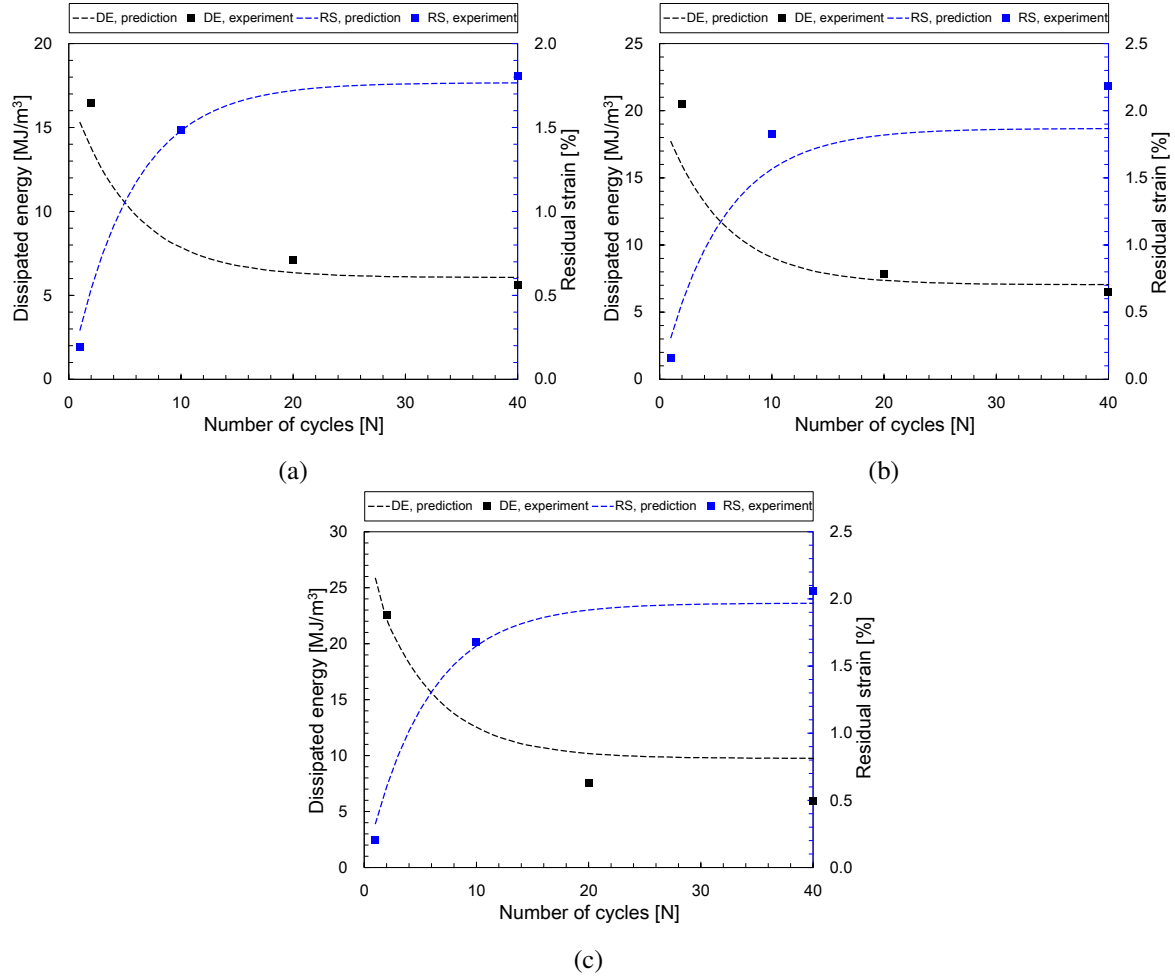 DE, prediction DE, experiment RS, prediction RS, experiment
20 2.0
15 1.5
10 1.0
5 0.5
0 0.0
0 10 20 30 40
Dissipated energy [MJ/m³]
Residual strain [%]
Number of cycles [N]
(a)
DE, prediction DE, experiment RS, prediction RS, experiment
25 2.5
20 2.0
15 1.5
10 1.0
5 0.5
0 0.0
0 10 20 30 40
Dissipated energy [MJ/m³]
Residual strain [%]
Number of cycles [N]
(b)
DE, prediction DE, experiment RS, prediction RS, experiment
30 2.5
25 2.0
20 1.5
15 1.0
10 0.5
5 0.0
0
0 10 20 30 40
Dissipated energy [MJ/m³]
Residual strain [%]
Number of cycles [N]
(c)